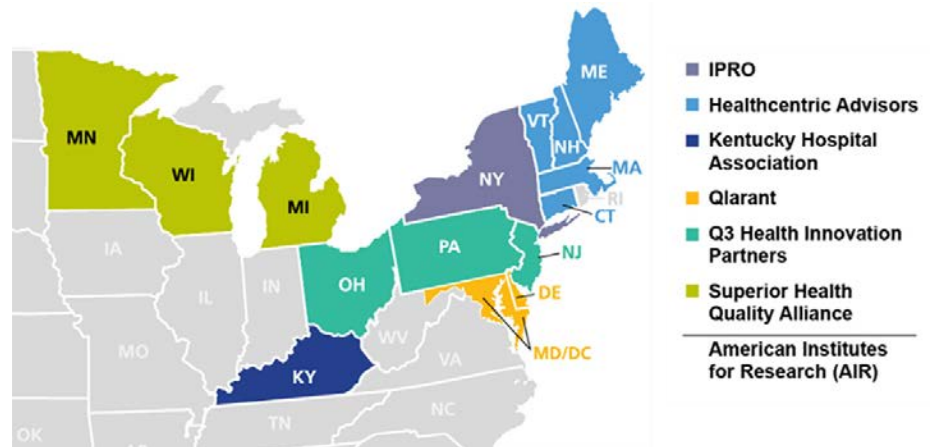 ME
VT
NH
MN
MA
WI
NY
RI
MI
CT
PA
IA
NJ
OH
IN
IL
DE
WV
MD/DC
MO
VA
KY
NC
TN
OK
IPRO
Healthcentric Advisors
Kentucky Hospital
Association
Qlarant
Q3 Health Innovation
Partners
Superior Health
Quality Alliance
American Institutes
for Research (AIR)